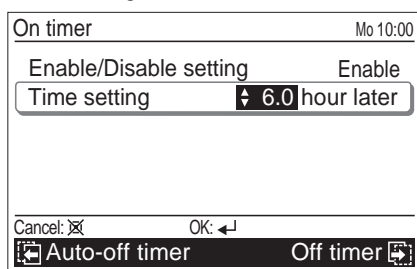 On timer Mo 10:00
Enable/Disable setting Enable
Time setting 6.0 hour later
Cancel: OK:
Auto-off timer Off timer